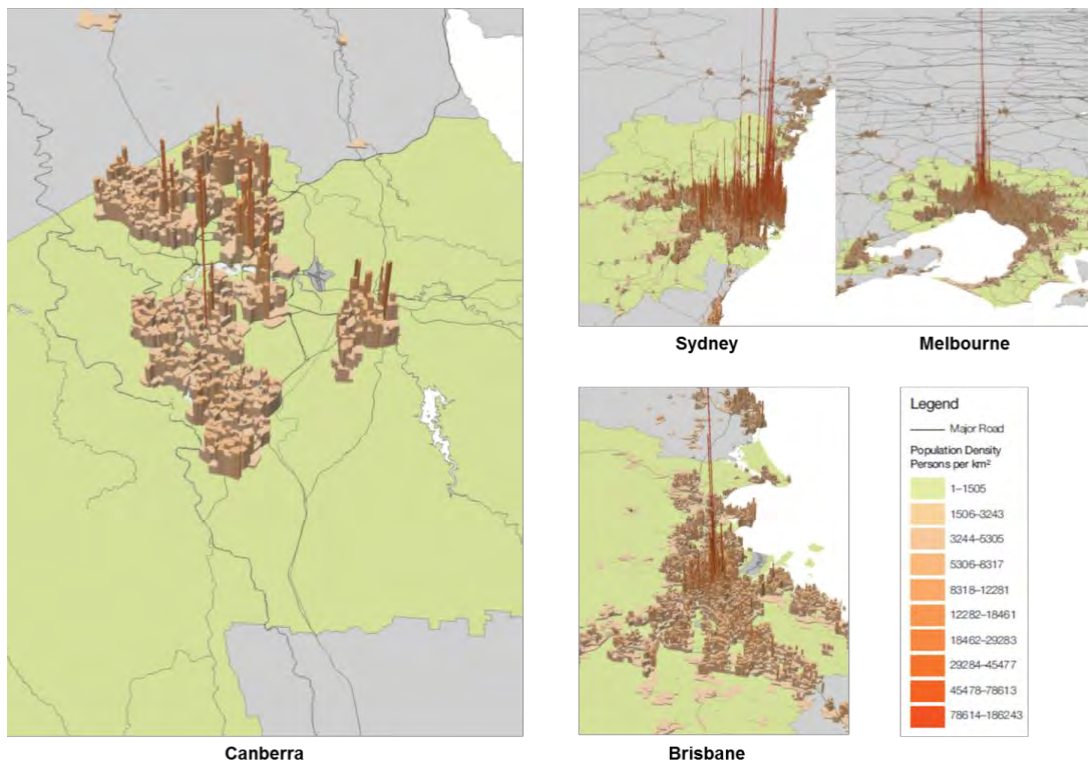 Sydney
Melbourne
Canberra
Brisbane
Legend
Major Road
Population Density
Persons per km²
1–1505
1506–3243
3244–5305
5306–8317
8318–12281
12282–18461
18462–29283
29284–45477
45478–78613
78614–186243